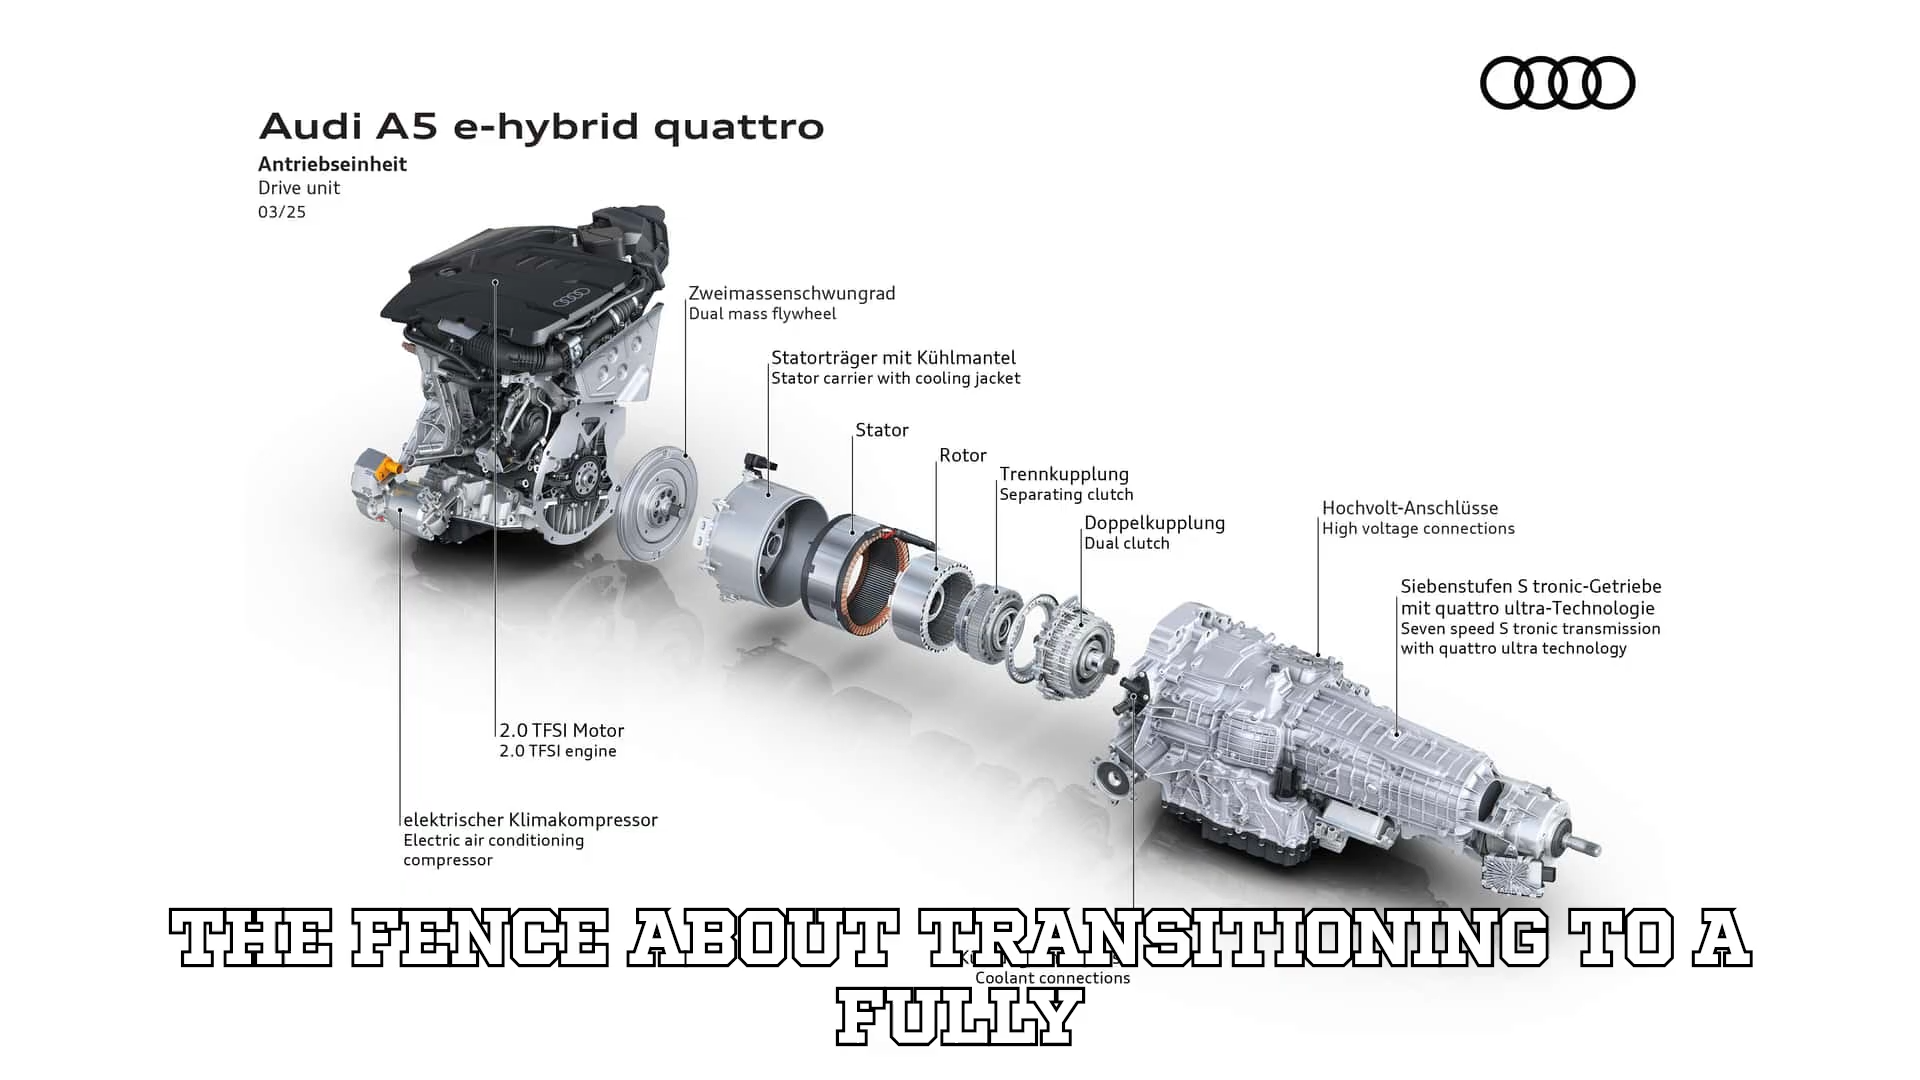 Audi A5 e-hybrid quattro
Antriebseinheit
Drive unit
03/25
Zweimassenschwungrad
Dual mass flywheel
Statorträger mit Kühlmantel
Stator carrier with cooling jacket
Stator
Rotor
Trennkupplung
Separating clutch
Doppelkupplung
Dual clutch
Hochvolt-Anschlüsse
High voltage connections
Siebenstufen S tronic-Getriebe
mit quattro ultra-Technologie
Seven speed S tronic transmission
with quattro ultra technology
2.0 TFSI Motor
2.0 TFSI engine
elektrischer Klimakompressor
Electric air conditioning
compressor
Coolant connections
THE FENCE ABOUT TRANSITIONING TO A
FULLY